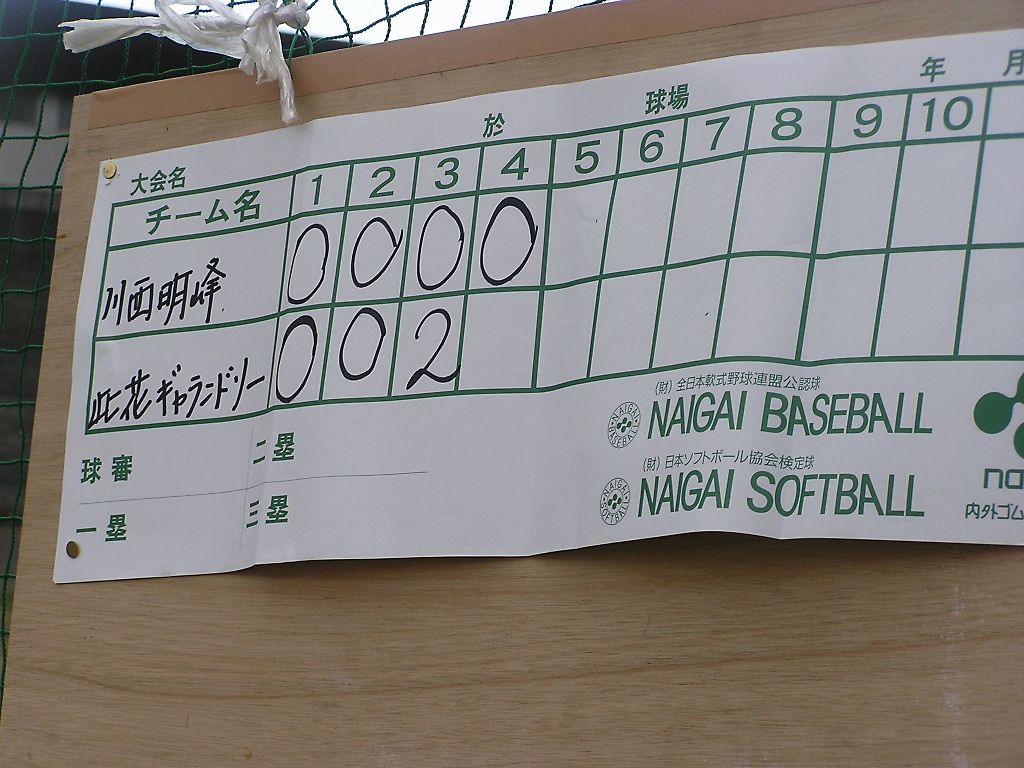 年 月
於 球場
大会名
チーム名 1 2 3 4 5 6 7 8 9 10
川西明峰 0 0 0 0
此花ギャランドゥー 0 0 2
(財)全日本軟式野球連盟公認球
NAIGAI BASEBALL
(財)日本ソフトボール協会検定球
NAIGAI SOFTBALL
na
内外ゴム
球審 二塁
一塁 三塁